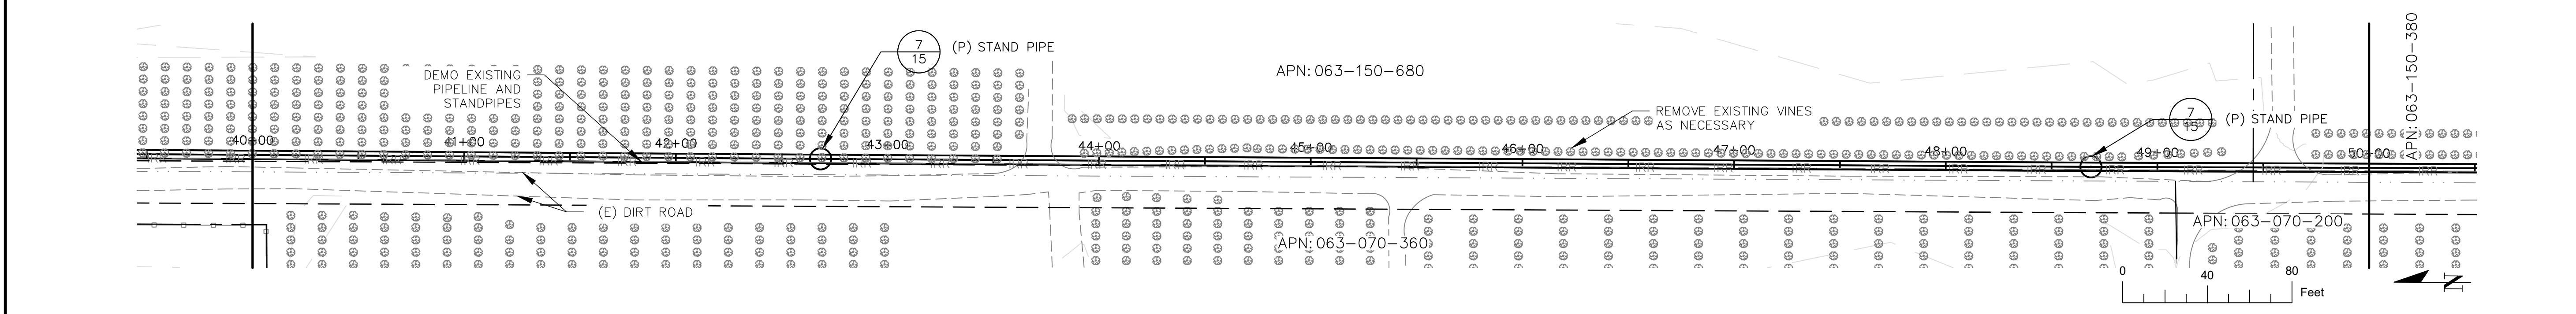 7
15
(P) STAND PIPE
DEMO EXISTING
PIPELINE AND
STANDPIPES
APN: 063-150-680
REMOVE EXISTING VINES
AS NECESSARY
7
15
(P) STAND PIPE
APN: 063-150-380
40+00
41+00
42+00
43+00
44+00
45+00
46+00
47+00
48+00
49+00
50+00
(E) DIRT ROAD
APN: 063-070-360
APN: 063-070-200
0 40 80
Feet
N